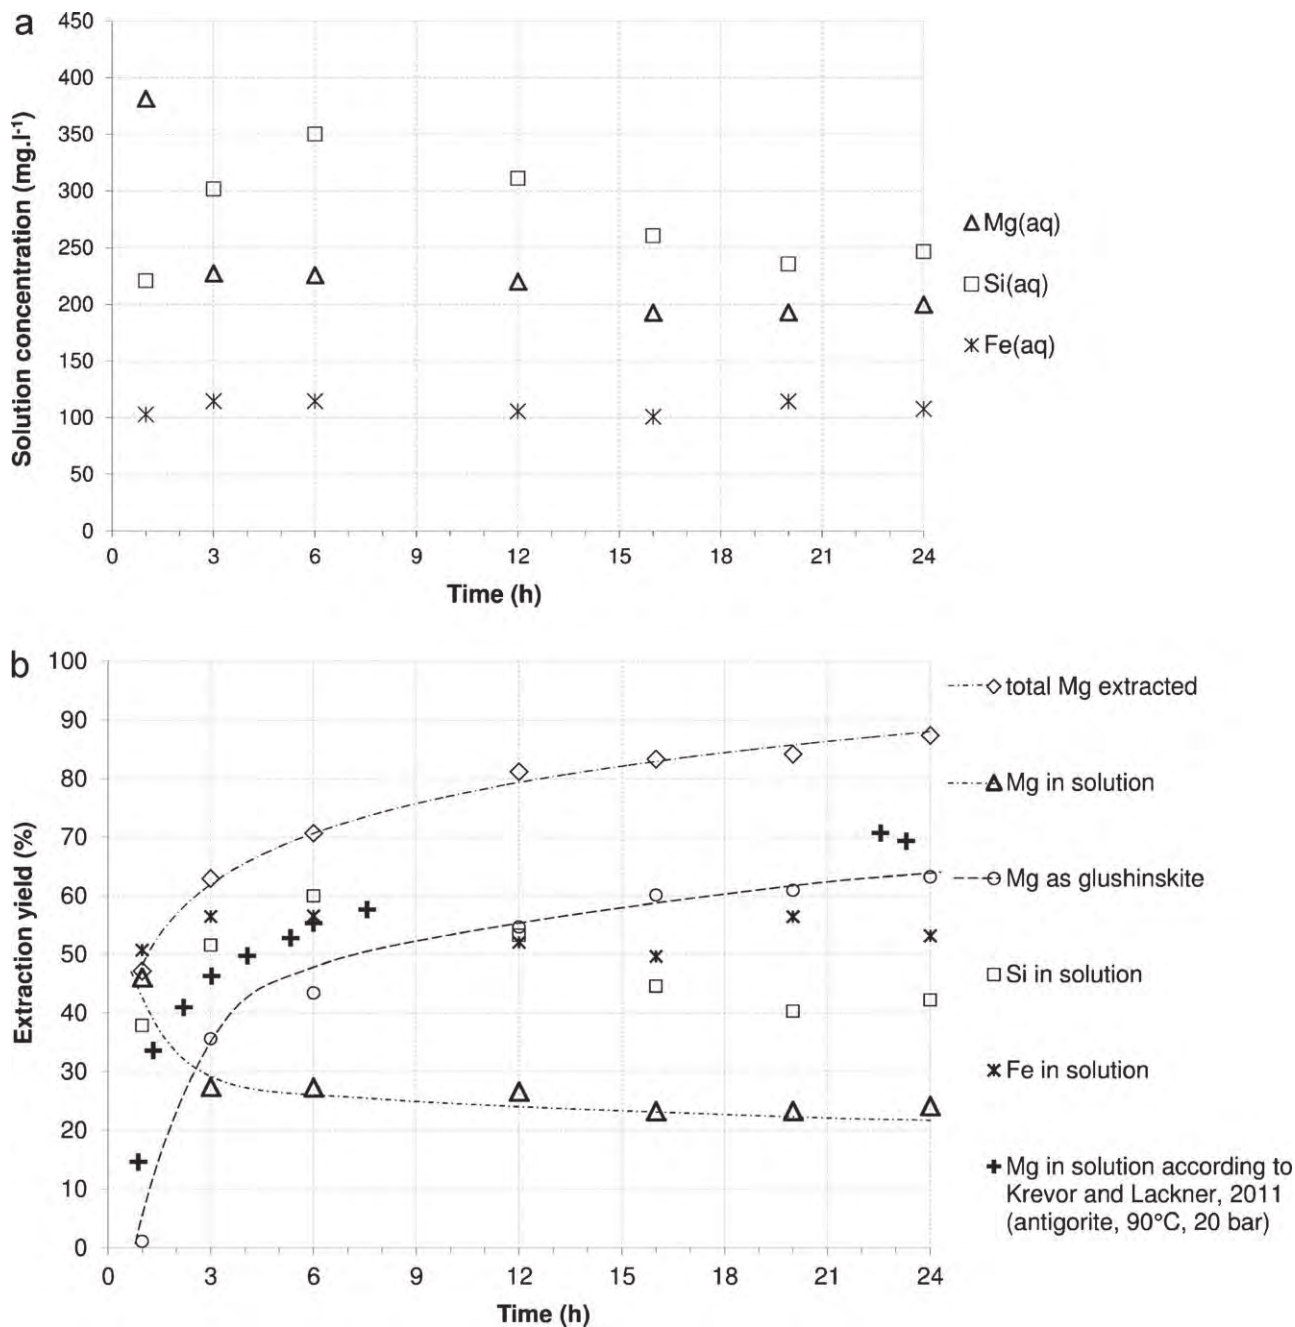 a
450
400
350
300
250
200
150
100
50
0
Solution concentration (mg.l⁻¹)
0 3 6 9 12 15 18 21 24
Time (h)
Mg(aq)
Si(aq)
Fe(aq)
b
100
90
80
70
60
50
40
30
20
10
0
Extraction yield (%)
0 3 6 9 12 15 18 21 24
Time (h)
total Mg extracted
Mg in solution
Mg as glushinskite
Si in solution
Fe in solution
Mg in solution according to
Krevor and Lackner, 2011
(antigorite, 90°C, 20 bar)